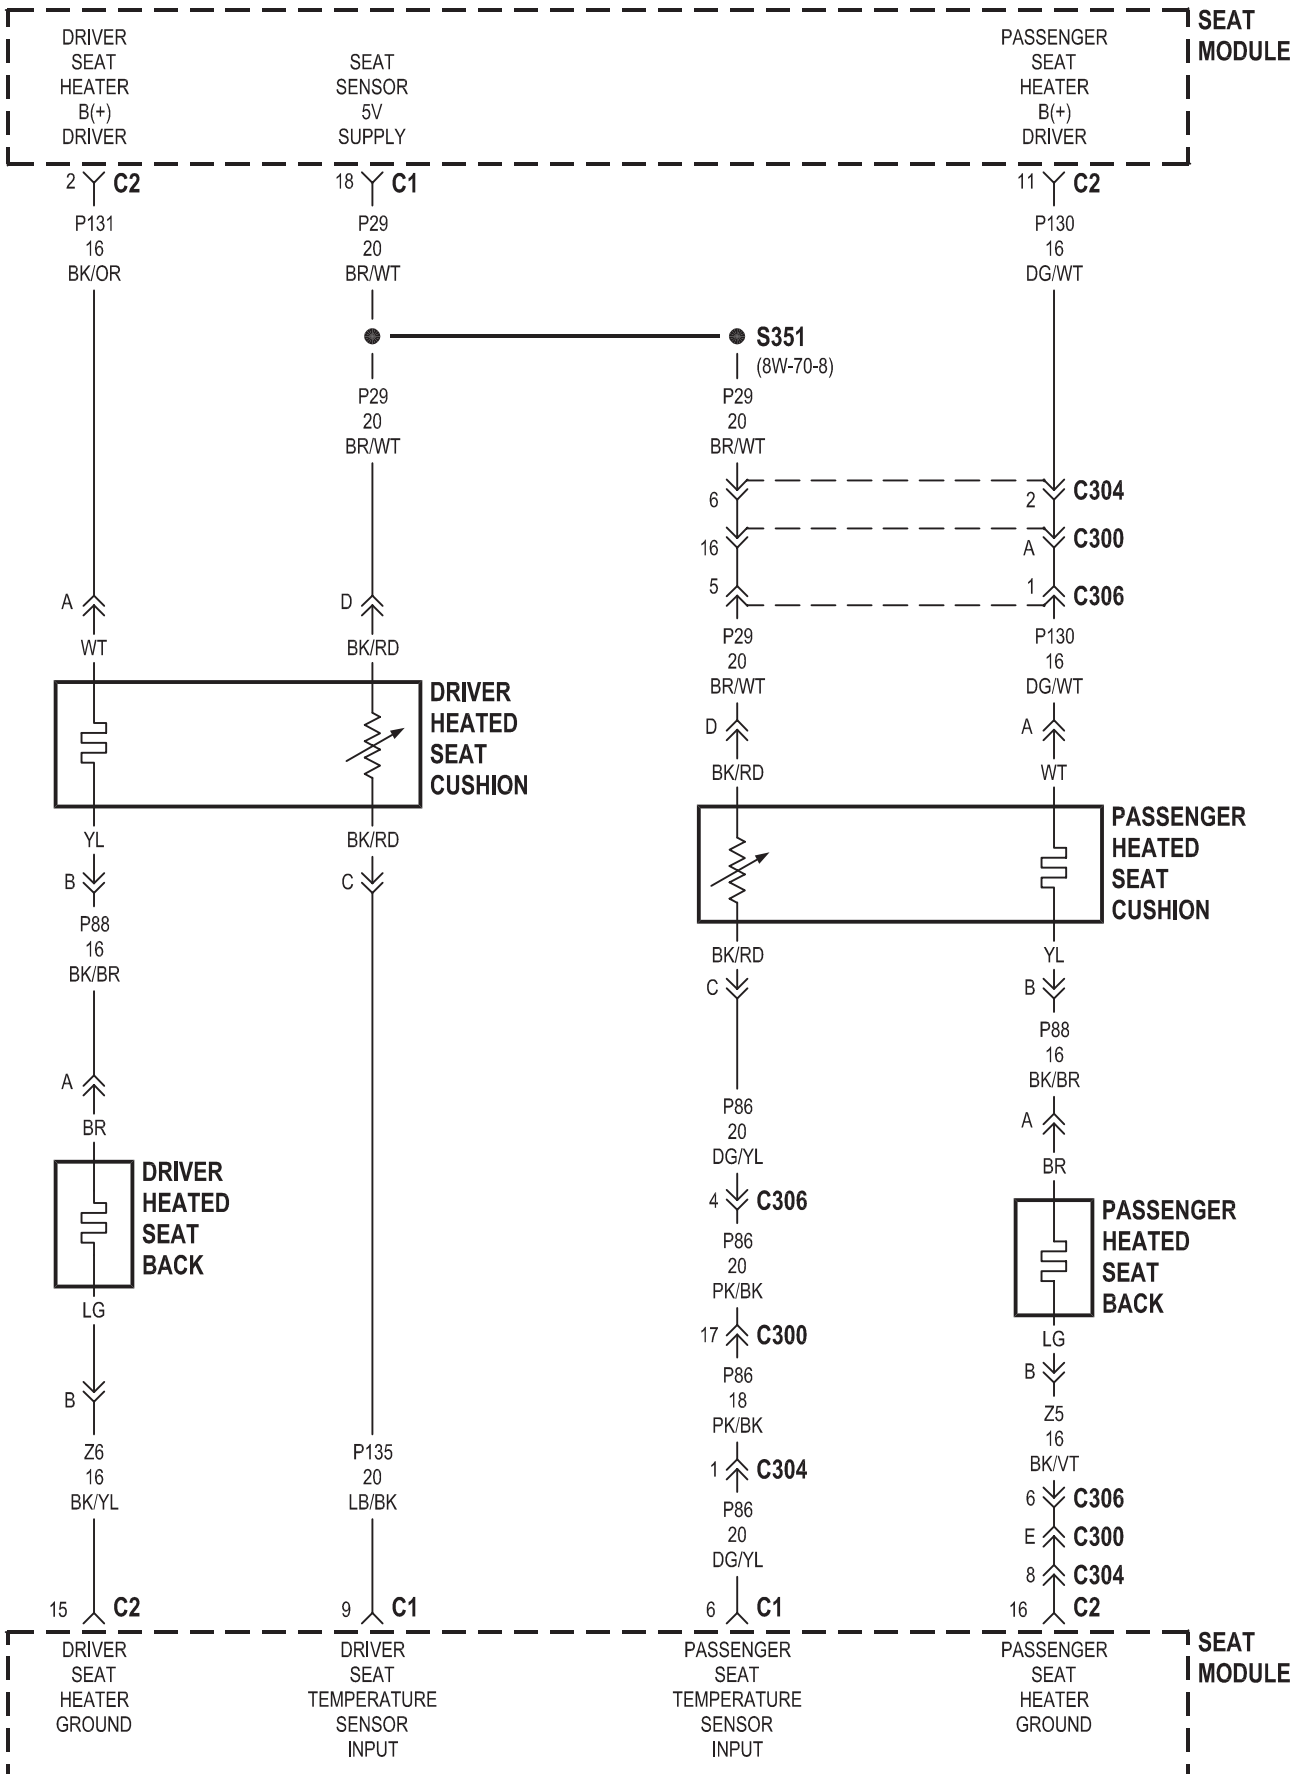 DRIVER
SEAT
HEATER
B(+)
DRIVER
SEAT
SENSOR
5V
SUPPLY
PASSENGER
SEAT
HEATER
B(+)
DRIVER
SEAT
MODULE
2 C2
18 C1
11 C2
P131
16
BK/OR
P29
20
BR/WT
P130
16
DG/WT
S351
(8W-70-8)
P29
20
BR/WT
P29
20
BR/WT
6 2 C304
16 A C300
5 1 C306
A
WT
D
BK/RD
P29
20
BR/WT
P130
16
DG/WT
DRIVER
HEATED
SEAT
CUSHION
D
BK/RD
A
WT
YL
B
BK/RD
C
PASSENGER
HEATED
SEAT
CUSHION
P88
16
BK/BR
BK/RD
C
YL
B
P88
16
BK/BR
A
BR
P86
20
DG/YL
A
BR
DRIVER
HEATED
SEAT
BACK
4 C306
P86
20
PK/BK
PASSENGER
HEATED
SEAT
BACK
LG
B
17 C300
P86
18
PK/BK
LG
B
Z5
16
BK/VT
Z6
16
BK/YL
P135
20
LB/BK
1 C304
P86
20
DG/YL
6 C306
E C300
8 C304
15 C2
9 C1
6 C1
16 C2
DRIVER
SEAT
HEATER
GROUND
DRIVER
SEAT
TEMPERATURE
SENSOR
INPUT
PASSENGER
SEAT
TEMPERATURE
SENSOR
INPUT
PASSENGER
SEAT
HEATER
GROUND
SEAT
MODULE